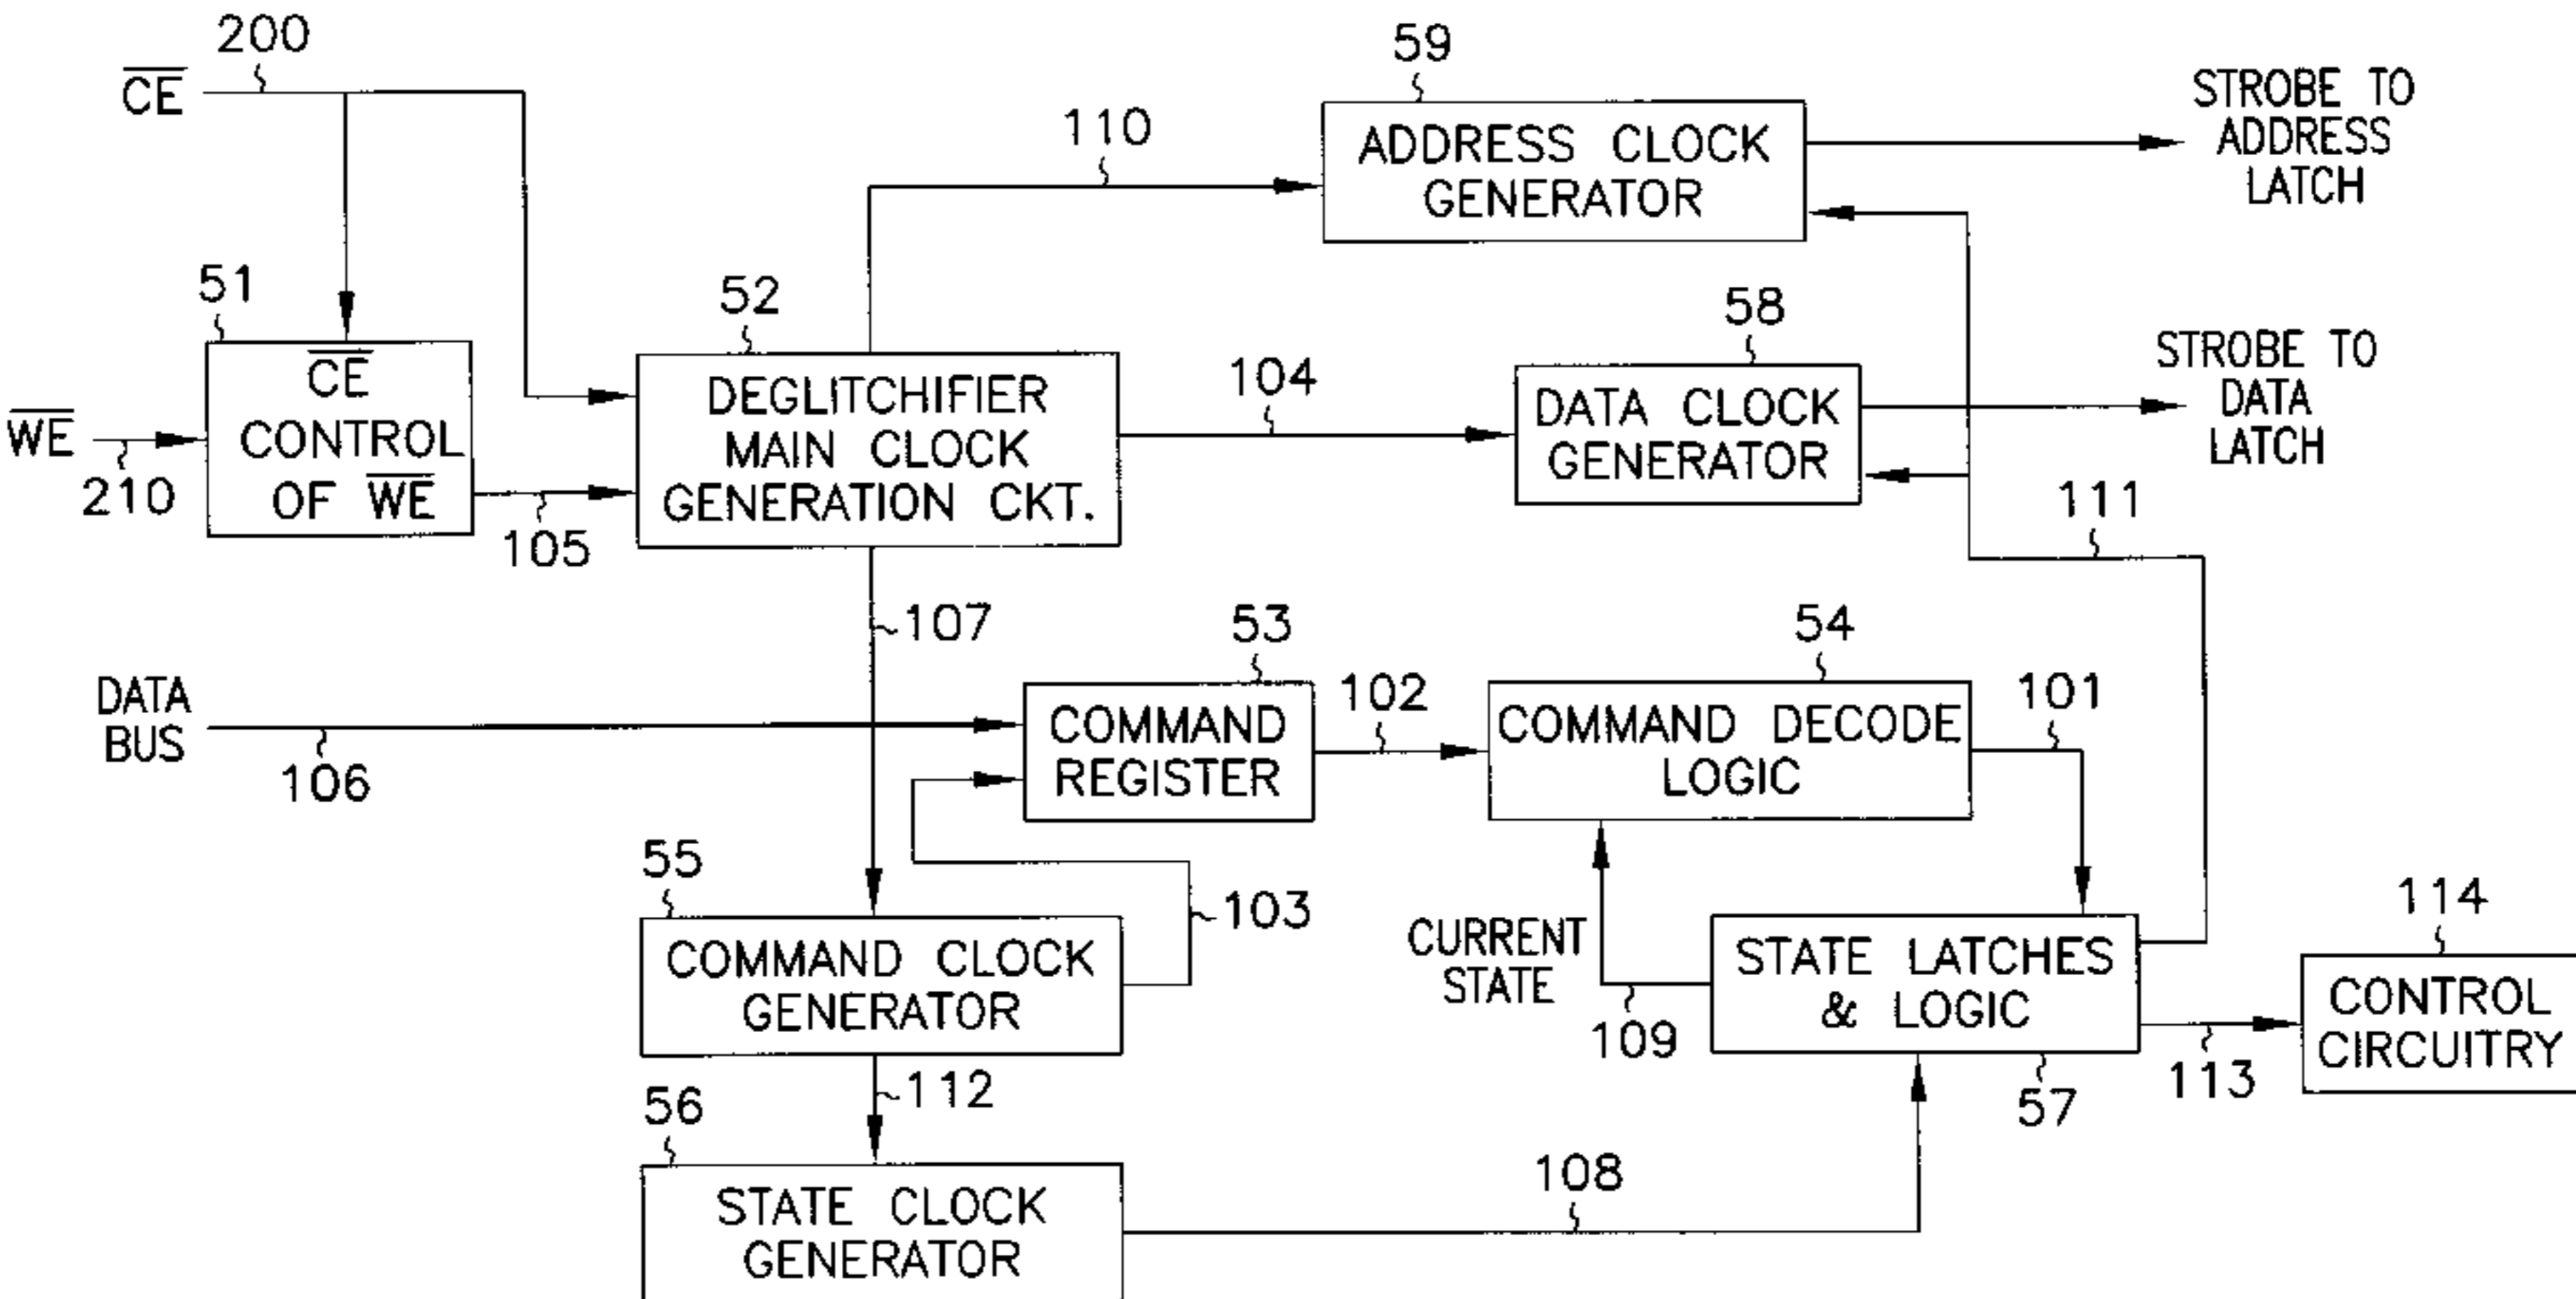 200
CE
59
STROBE TO
ADDRESS
LATCH
110
ADDRESS CLOCK
GENERATOR
51
52
58
CE
CONTROL
OF WE
WE
210
105
DEGLITCHIFIER
MAIN CLOCK
GENERATION CKT.
104
DATA CLOCK
GENERATOR
STROBE TO
DATA
LATCH
111
107
53
54
DATA
BUS
106
COMMAND
REGISTER
102
COMMAND DECODE
LOGIC
101
55
103
COMMAND CLOCK
GENERATOR
CURRENT
STATE
109
STATE LATCHES
& LOGIC
57
114
CONTROL
CIRCUITRY
113
112
56
STATE CLOCK
GENERATOR
108